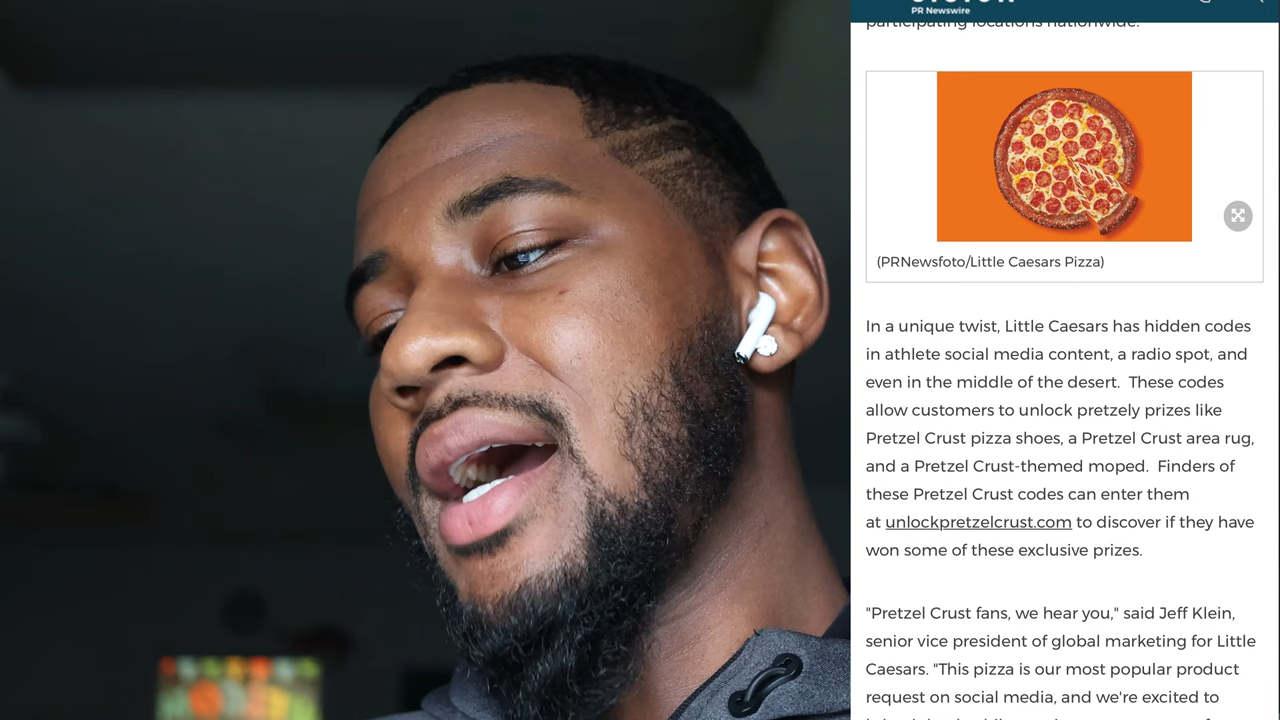 PR Newswire
participating locations nationwide.
(PRNewsfoto/Little Caesars Pizza)
In a unique twist, Little Caesars has hidden codes
in athlete social media content, a radio spot, and
even in the middle of the desert.  These codes
allow customers to unlock pretzely prizes like
Pretzel Crust pizza shoes, a Pretzel Crust area rug,
and a Pretzel Crust-themed moped.  Finders of
these Pretzel Crust codes can enter them
at unlockpretzelcrust.com to discover if they have
won some of these exclusive prizes.
"Pretzel Crust fans, we hear you," said Jeff Klein,
senior vice president of global marketing for Little
Caesars. "This pizza is our most popular product
request on social media, and we're excited to